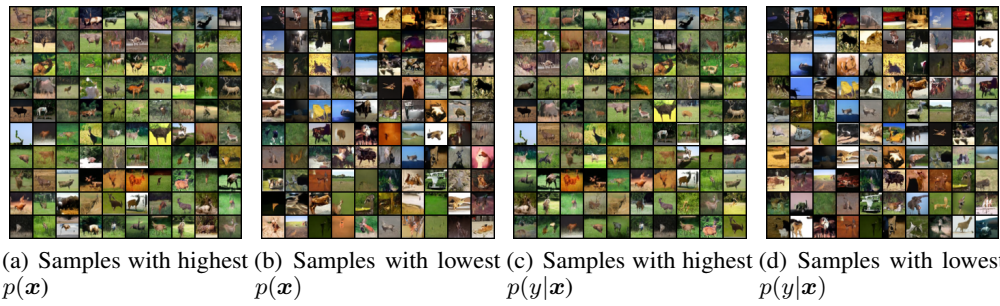 (a) Samples with highest (b) Samples with lowest (c) Samples with highest (d) Samples with lowest
p(x) p(x) p(y|x) p(y|x)